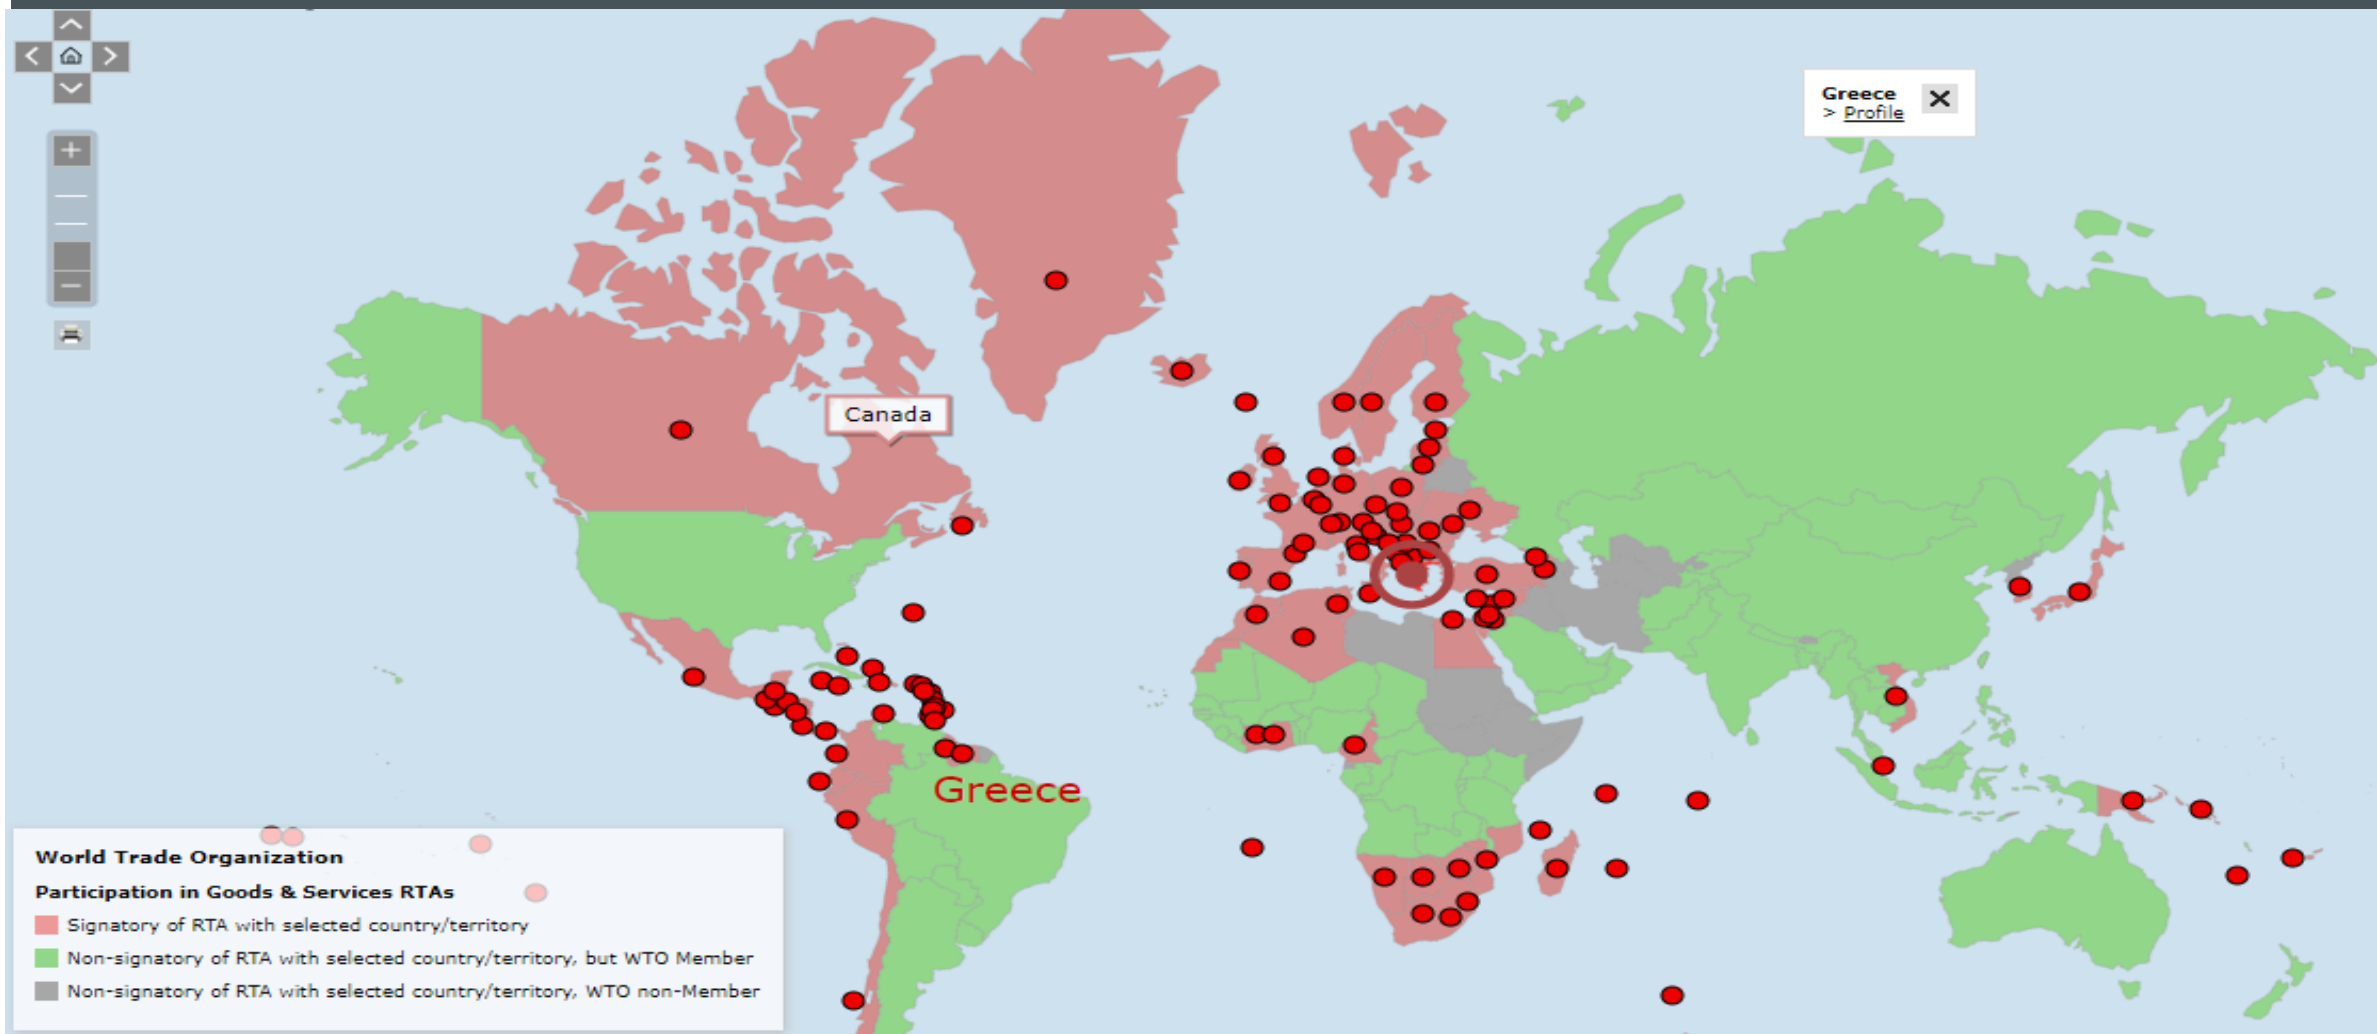 Greece
> Profile
Canada
Greece
World Trade Organization
Participation in Goods & Services RTAs
Signatory of RTA with selected country/territory
Non-signatory of RTA with selected country/territory, but WTO Member
Non-signatory of RTA with selected country/territory, WTO non-Member